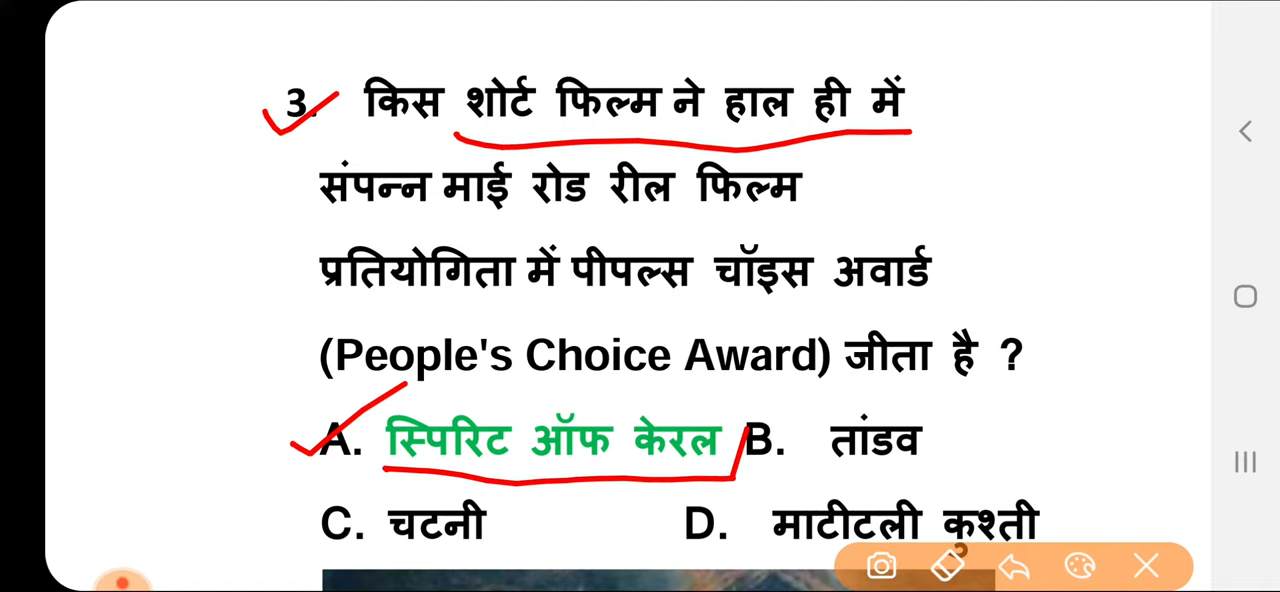 3. किस शोर्ट फिल्म ने हाल ही में
संपन्न माई रोड रील फिल्म
प्रतियोगिता में पीपल्स चॉइस अवार्ड
(People's Choice Award) जीता है ?
A. स्पिरिट ऑफ केरल B. तांडव
C. चटनी D. माटीटली कुश्ती